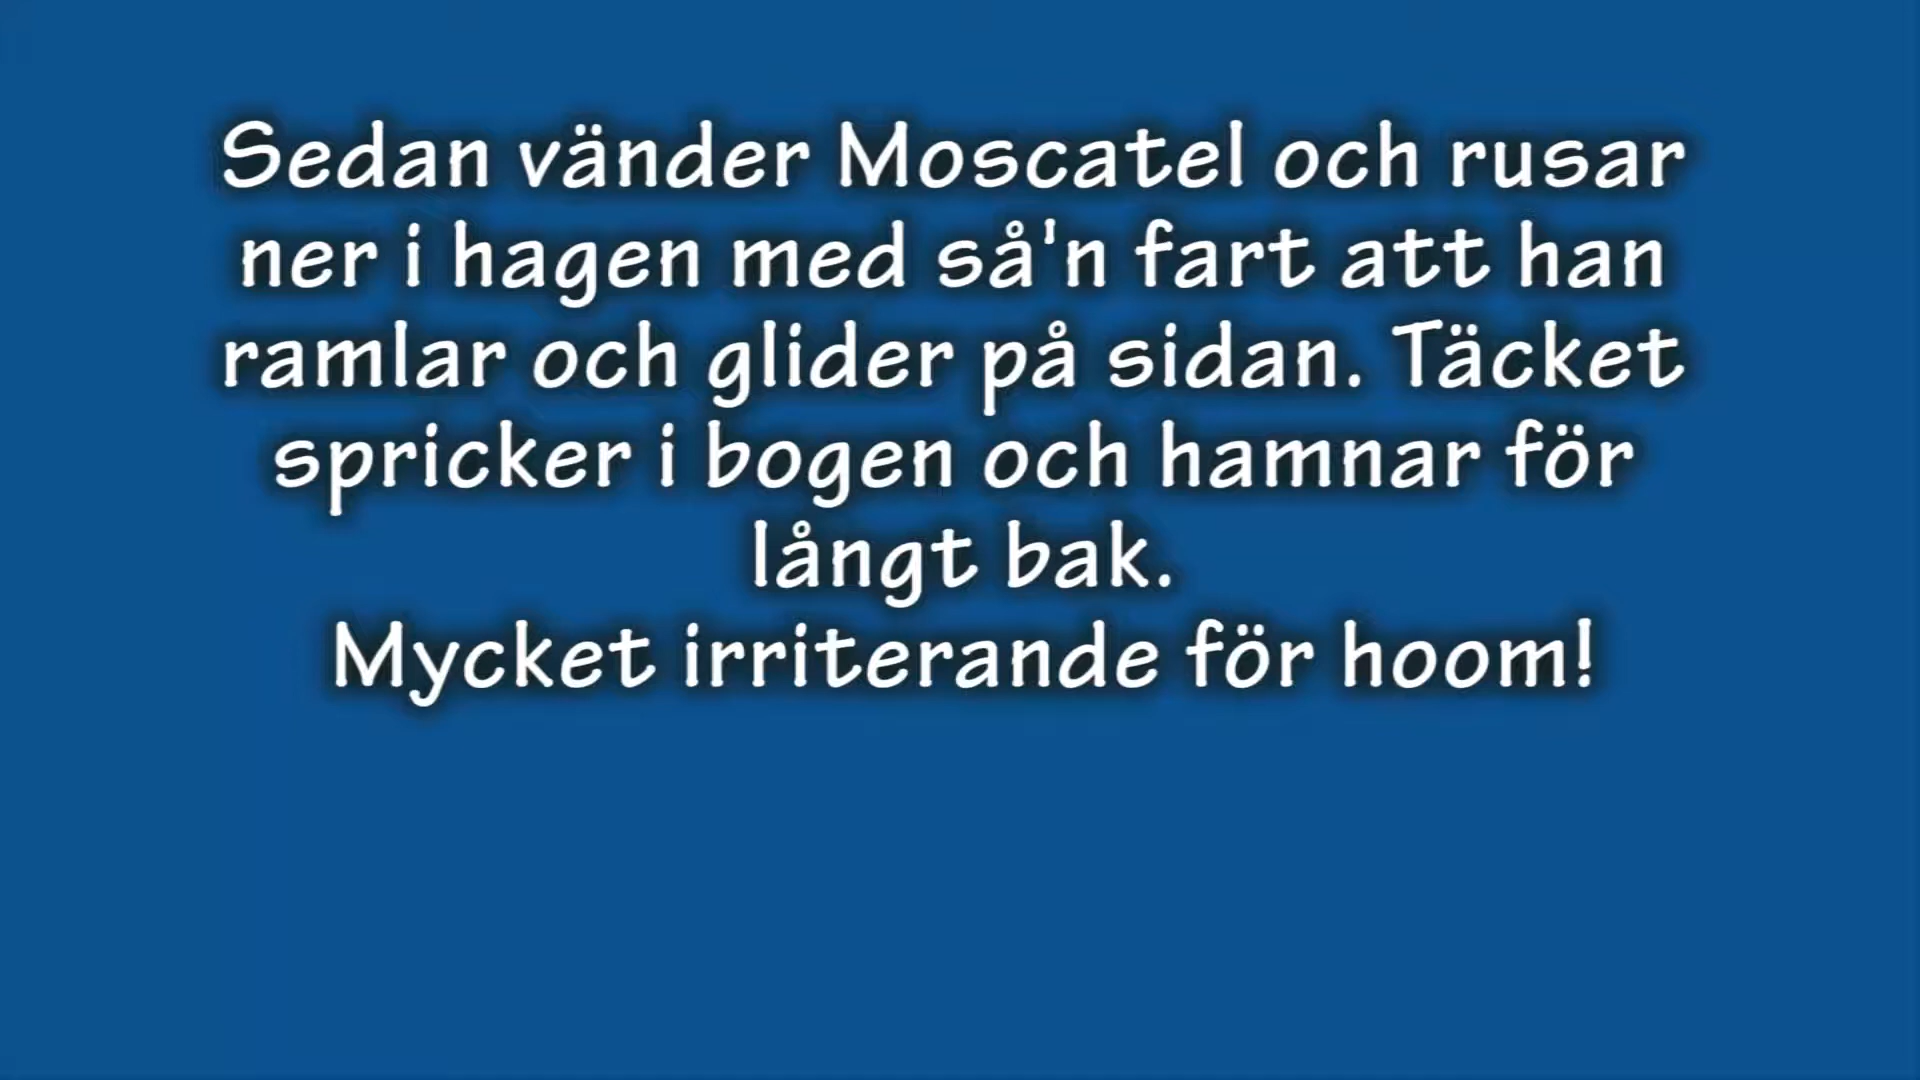 Sedan vänder Moscatel och rusar
ner i hagen med så'n fart att han
ramlar och glider på sidan. Täcket
spricker i bogen och hamnar för
långt bak.
Mycket irriterande för hoom!